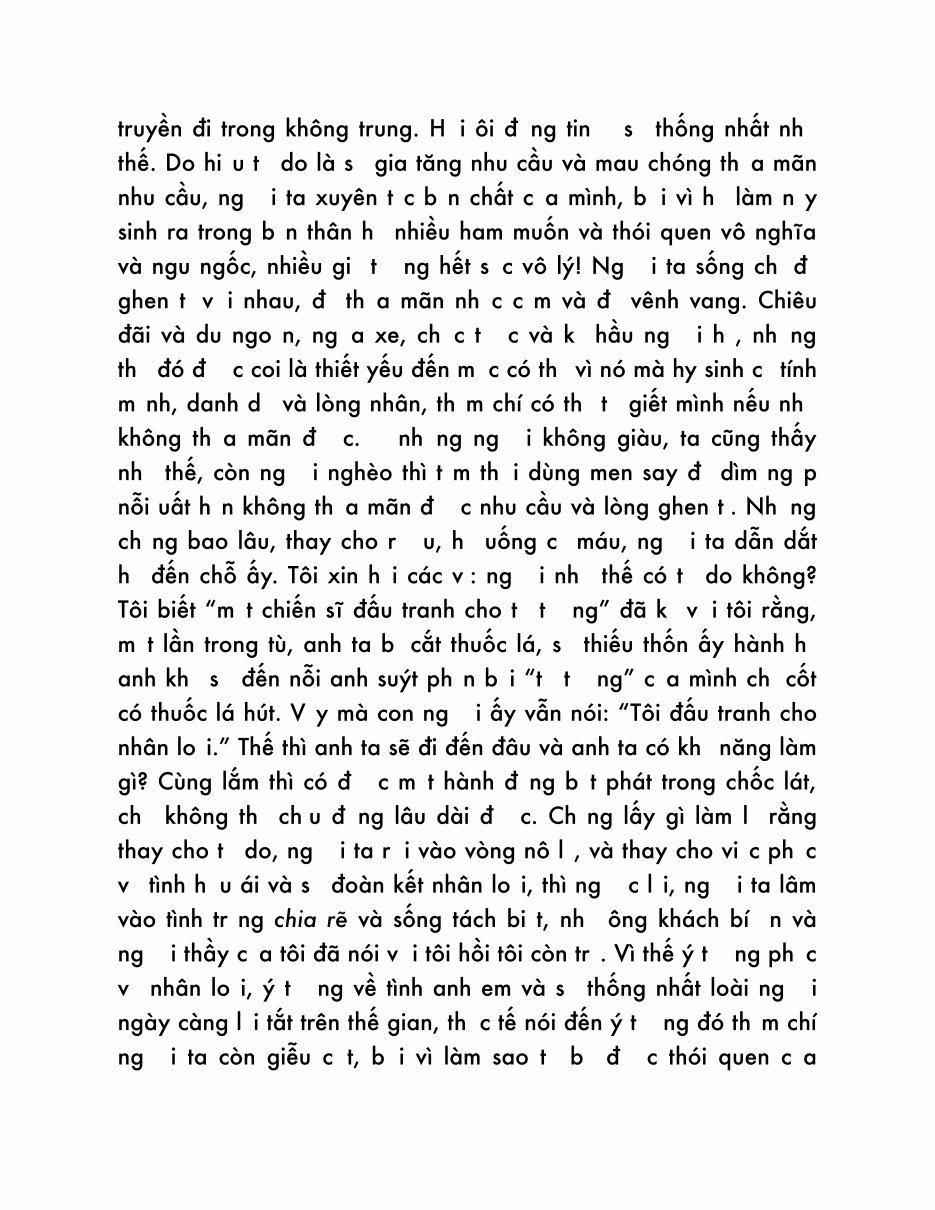 truyền đi trong không trung. H i ôi đ ng tin s thống nhất nh
thế. Do hi u t do là s gia tăng nhu cầu và mau chóng th a mãn
nhu cầu, ng i ta xuyên t c b n chất c a mình, b i vì h làm n y
sinh ra trong b n thân h nhiều ham muốn và thói quen vô nghĩa
và ngu ngốc, nhiều gi t ng hết s c vô lý! Ng i ta sống ch đ
ghen t v i nhau, đ th a mãn nh c c m và đ vênh vang. Chiêu
đãi và du ngo n, ng a xe, ch c t c và k hầu ng i h , nh ng
th đó đ c coi là thiết yếu đến m c có th vì nó mà hy sinh c tính
m nh, danh d và lòng nhân, th m chí có th t giết mình nếu nh
không th a mãn đ c. nh ng ng i không giàu, ta cũng thấy
nh thế, còn ng i nghèo thì t m th i dùng men say đ dìm ng p
nỗi uất h n không th a mãn đ c nhu cầu và lòng ghen t . Nh ng
ch ng bao lâu, thay cho r u, h uống c máu, ng i ta dẫn dắt
h đến chỗ ấy. Tôi xin h i các v : ng i nh thế có t do không?
Tôi biết “m t chiến sĩ đấu tranh cho t t ng” đã k v i tôi rằng,
m t lần trong tù, anh ta b cắt thuốc lá, s thiếu thốn ấy hành h
anh kh s đến nỗi anh suýt ph n b i “t t ng” c a mình ch cốt
có thuốc lá hút. V y mà con ng i ấy vẫn nói: “Tôi đấu tranh cho
nhân lo i.” Thế thì anh ta sẽ đi đến đâu và anh ta có kh năng làm
gì? Cùng lắm thì có đ c m t hành đ ng b t phát trong chốc lát,
ch không th ch u đ ng lâu dài đ c. Ch ng lấy gì làm l rằng
thay cho t do, ng i ta r i vào vòng nô l , và thay cho vi c ph c
v tình h u ái và s đoàn kết nhân lo i, thì ng c l i, ng i ta lâm
vào tình tr ng chia rẽ và sống tách bi t, nh ông khách bí n và
ng i thầy c a tôi đã nói v i tôi hồi tôi còn tr . Vì thế ý t ng ph c
v nhân lo i, ý t ng về tình anh em và s thống nhất loài ng i
ngày càng l i tắt trên thế gian, th c tế nói đến ý t ng đó th m chí
ng i ta còn giễu c t, b i vì làm sao t b đ c thói quen c a